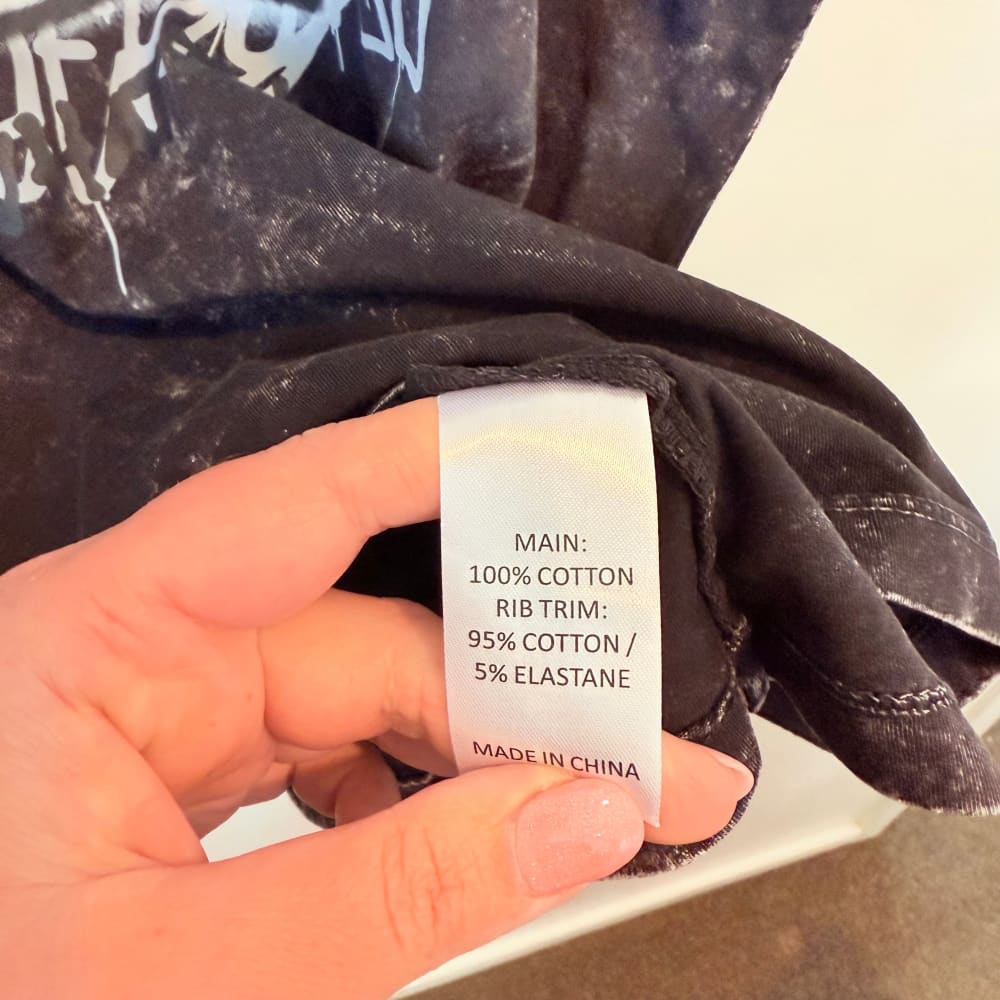 MAIN:
100% COTTON
RIB TRIM:
95% COTTON /
5% ELASTANE
MADE IN CHINA